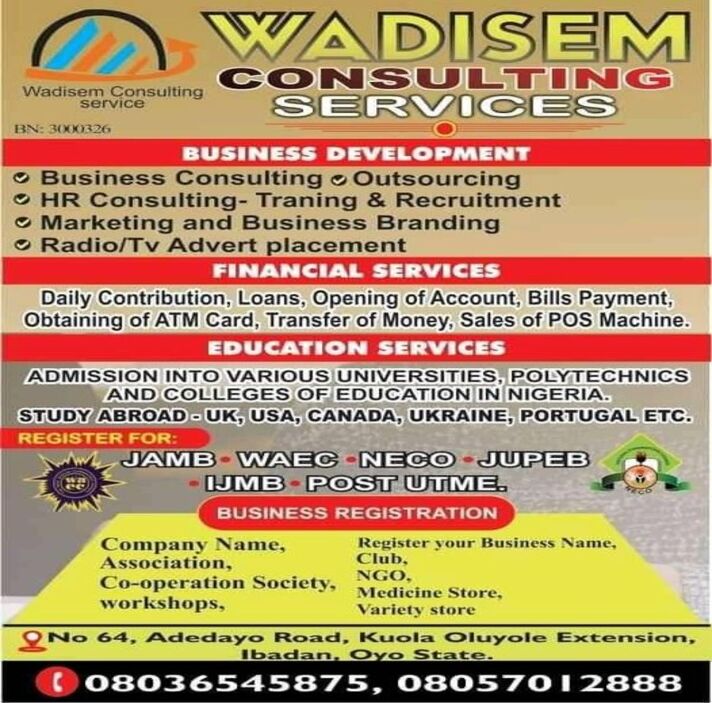 Wadisem Consulting
service
BN: 3000326
WADISEM
CONSULTING
SERVICES
BUSINESS DEVELOPMENT
Business Consulting Outsourcing
HR Consulting- Traning & Recruitment
Marketing and Business Branding
Radio/Tv Advert placement
FINANCIAL SERVICES
Daily Contribution, Loans, Opening of Account, Bills Payment,
Obtaining of ATM Card, Transfer of Money, Sales of POS Machine.
EDUCATION SERVICES
ADMISSION INTO VARIOUS UNIVERSITIES, POLYTECHNICS
AND COLLEGES OF EDUCATION IN NIGERIA.
STUDY ABROAD - UK, USA, CANADA, UKRAINE, PORTUGAL ETC.
REGISTER FOR:
JAMB • WAEC • NECO • JUPEB
• IJMB • POST UTME.
wa
ec
NECO
BUSINESS REGISTRATION
Company Name,
Association,
Co-operation Society,
workshops,
Register your Business Name,
Club,
NGO,
Medicine Store,
Variety store
No 64, Adedayo Road, Kuola Oluyole Extension,
Ibadan, Oyo State.
08036545875, 08057012888